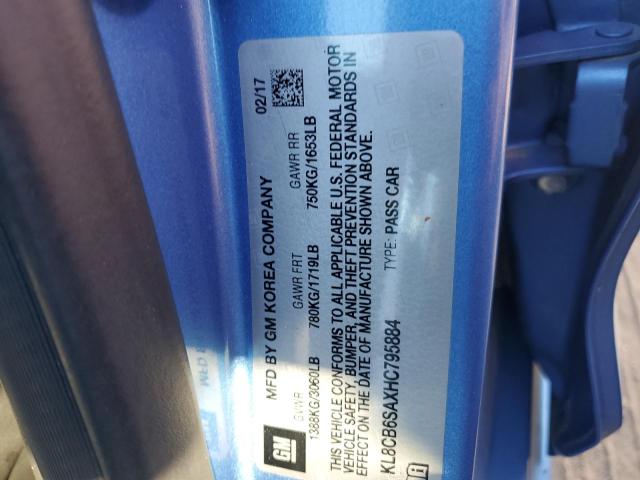 GM
MFD BY GM KOREA COMPANY 02/17
GVWR GAWR FRT GAWR RR
1388KG/3060LB 780KG/1719LB 750KG/1653LB
THIS VEHICLE CONFORMS TO ALL APPLICABLE U.S. FEDERAL MOTOR
VEHICLE SAFETY, BUMPER, AND THEFT PREVENTION STANDARDS IN
EFFECT ON THE DATE OF MANUFACTURE SHOWN ABOVE.
KL8CB6SAXHC795884 TYPE: PASS CAR